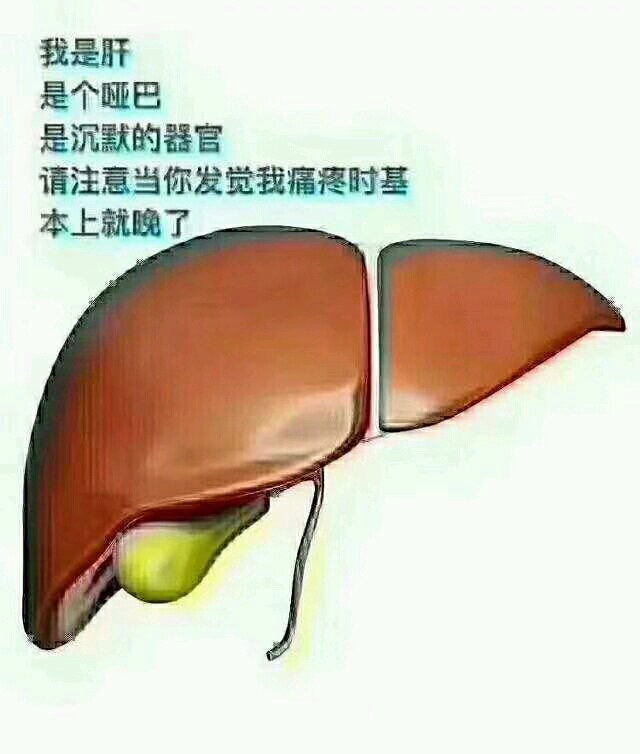 我是肝
是个哑巴
是沉默的器官
请注意当你发觉我痛疼时基
本上就晚了